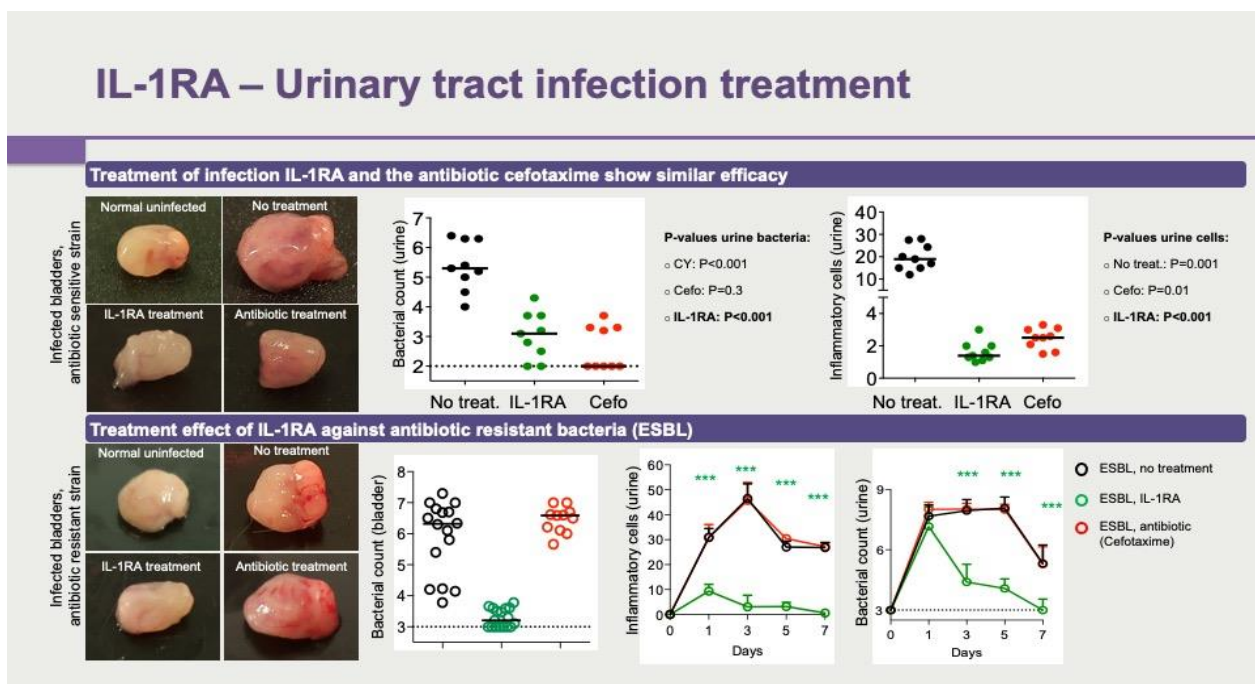 IL-1RA – Urinary tract infection treatment
Treatment of infection IL-1RA and the antibiotic cefotaxime show similar efficacy
Infected bladders,
antibiotic sensitive strain
Normal uninfected
No treatment
IL-1RA treatment
Antibiotic treatment
Bacterial count (urine)
7
6
5
4
3
2
No treat. IL-1RA Cefo
P-values urine bacteria:
CY: P<0.001
Cefo: P=0.3
IL-1RA: P<0.001
Inflammatory cells (urine)
40
30
20
10
4
2
0
No treat. IL-1RA Cefo
P-values urine cells:
No treat.: P=0.001
Cefo: P=0.01
IL-1RA: P<0.001
Treatment effect of IL-1RA against antibiotic resistant bacteria (ESBL)
Infected bladders,
antibiotic resistant strain
Normal uninfected
No treatment
IL-1RA treatment
Antibiotic treatment
Bacterial count (bladder)
8
7
6
5
4
3
Inflammatory cells (urine)
60
50
40
30
20
10
0
*** *** *** ***
0 1 3 5 7
Days
Bacterial count (urine)
9
6
3
*** *** ***
0 1 3 5 7
Days
ESBL, no treatment
ESBL, IL-1RA
ESBL, antibiotic
(Cefotaxime)